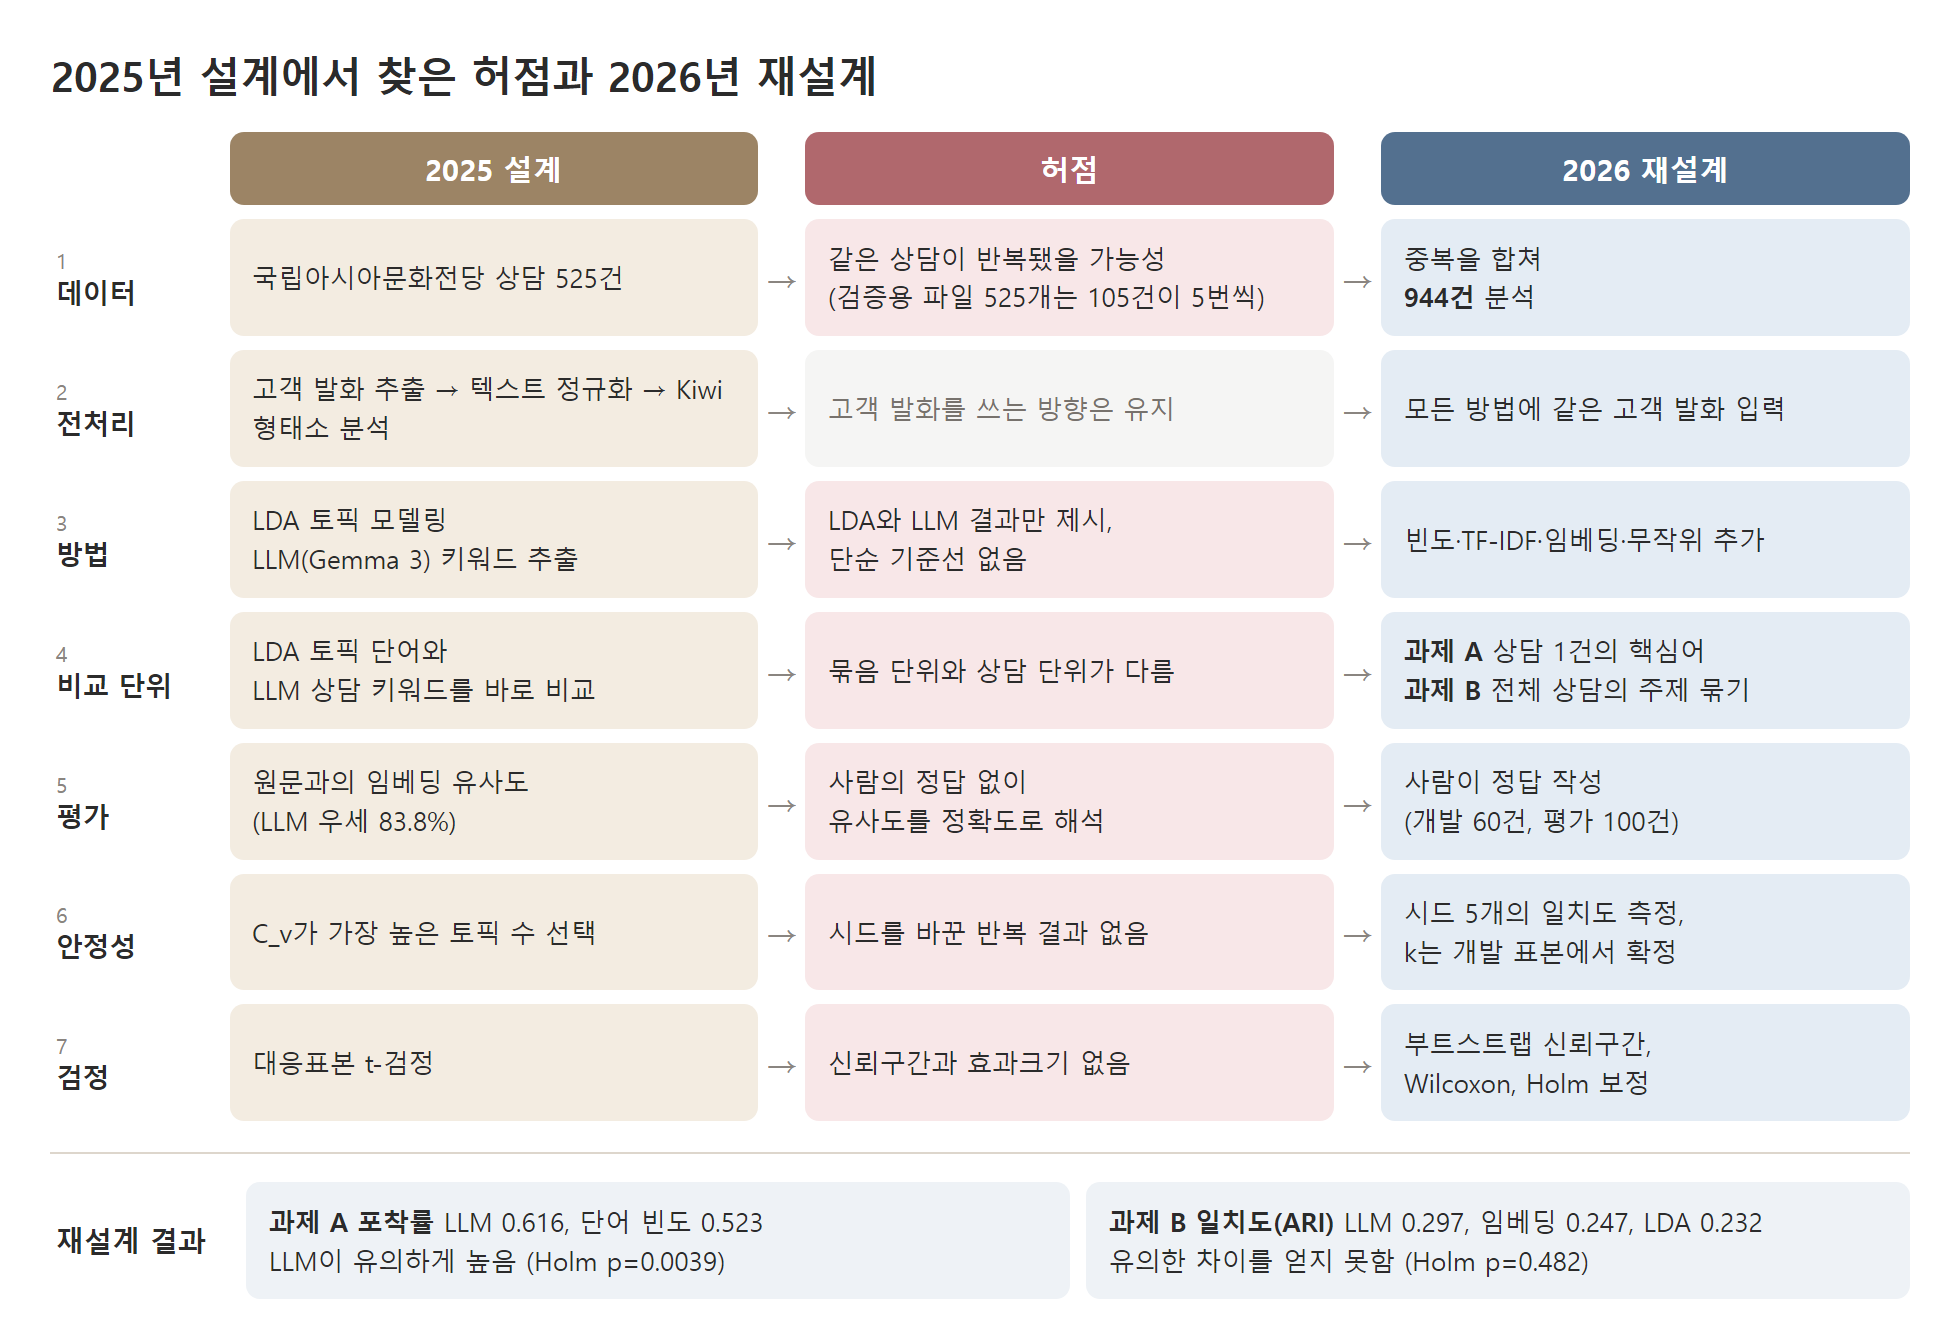 2025년 설계에서 찾은 허점과 2026년 재설계
2025 설계
허점
2026 재설계
1
데이터
국립아시아문화전당 상담 525건
→
같은 상담이 반복됐을 가능성
(검증용 파일 525개는 105건이 5번씩)
→
중복을 합쳐
944건 분석
2
전처리
고객 발화 추출 → 텍스트 정규화 → Kiwi
형태소 분석
→
고객 발화를 쓰는 방향은 유지
→
모든 방법에 같은 고객 발화 입력
3
방법
LDA 토픽 모델링
LLM(Gemma 3) 키워드 추출
→
LDA와 LLM 결과만 제시,
단순 기준선 없음
→
빈도·TF-IDF·임베딩·무작위 추가
4
비교 단위
LDA 토픽 단어와
LLM 상담 키워드를 바로 비교
→
묶음 단위와 상담 단위가 다름
→
과제 A 상담 1건의 핵심어
과제 B 전체 상담의 주제 묶기
5
평가
원문과의 임베딩 유사도
(LLM 우세 83.8%)
→
사람의 정답 없이
유사도를 정확도로 해석
→
사람이 정답 작성
(개발 60건, 평가 100건)
6
안정성
C_v가 가장 높은 토픽 수 선택
→
시드를 바꾼 반복 결과 없음
→
시드 5개의 일치도 측정,
k는 개발 표본에서 확정
7
검정
대응표본 t-검정
→
신뢰구간과 효과크기 없음
→
부트스트랩 신뢰구간,
Wilcoxon, Holm 보정
재설계 결과
과제 A 포착률 LLM 0.616, 단어 빈도 0.523
LLM이 유의하게 높음 (Holm p=0.0039)
과제 B 일치도(ARI) LLM 0.297, 임베딩 0.247, LDA 0.232
유의한 차이를 얻지 못함 (Holm p=0.482)